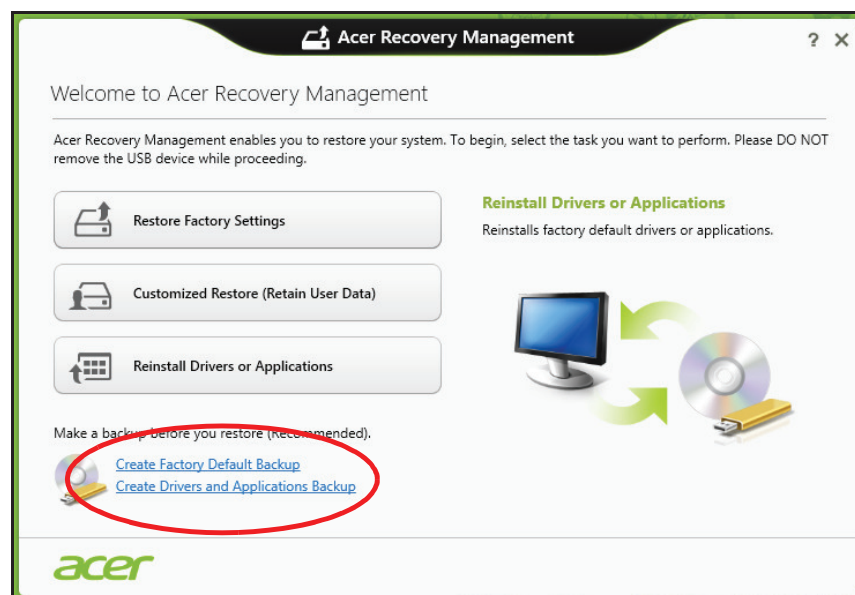 Acer Recovery Management
? X
Welcome to Acer Recovery Management
Acer Recovery Management enables you to restore your system. To begin, select the task you want to perform. Please DO NOT
remove the USB device while proceeding.
Restore Factory Settings
Customized Restore (Retain User Data)
Reinstall Drivers or Applications
Reinstall Drivers or Applications
Reinstalls factory default drivers or applications.
Make a backup before you restore (Recommended).
Create Factory Default Backup
Create Drivers and Applications Backup
acer